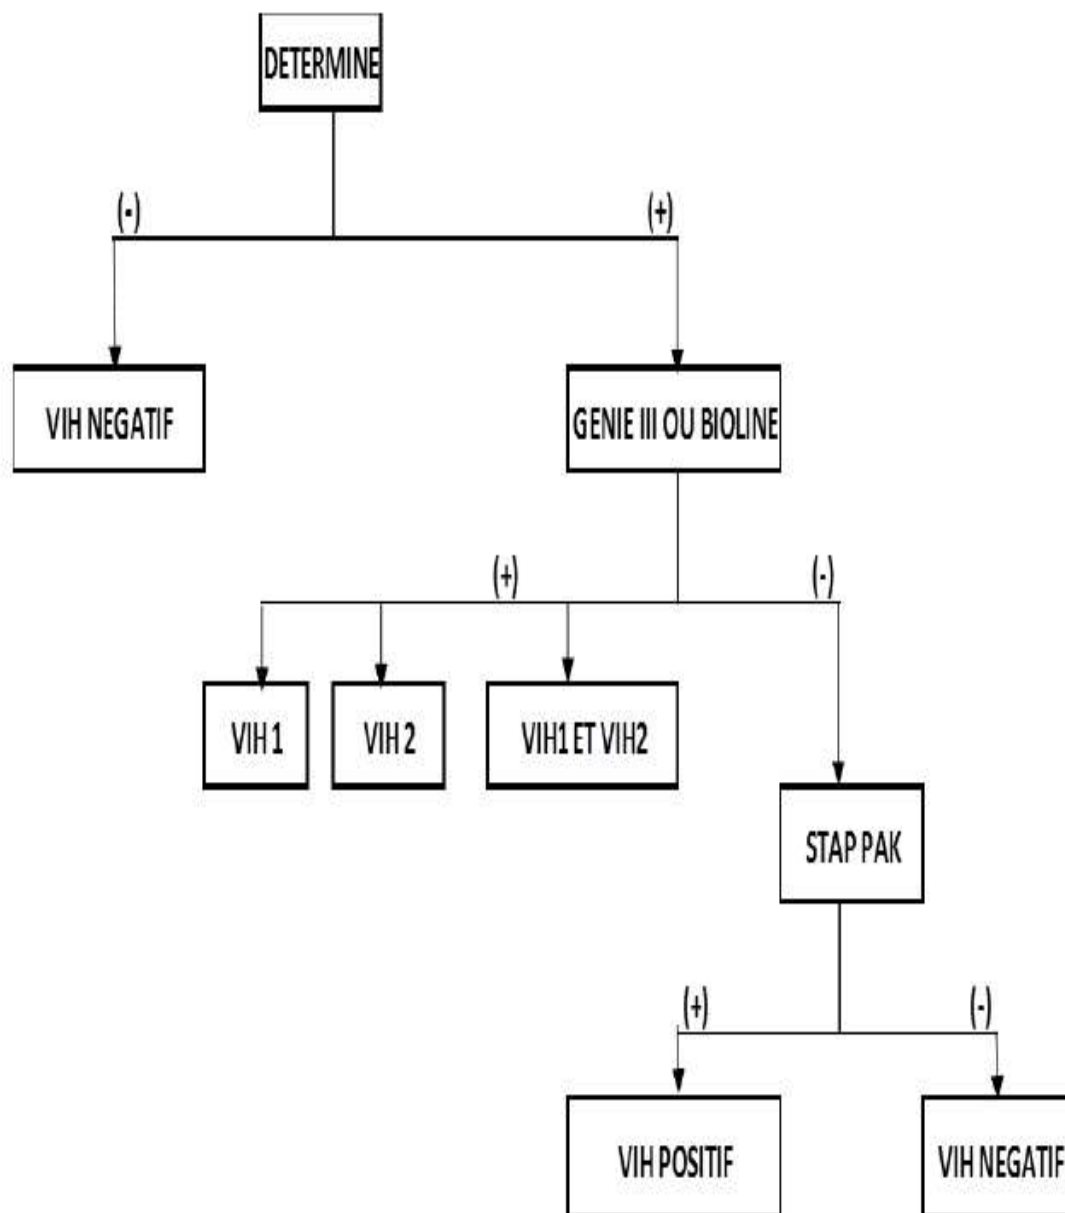 DETERMINE
(-)
(+)
VIH NEGATIF
GENIE III OU BIOLINE
(+)
(-)
VIH 1
VIH 2
VIH1 ET VIH2
STAP PAK
(+)
(-)
VIH POSITIF
VIH NEGATIF